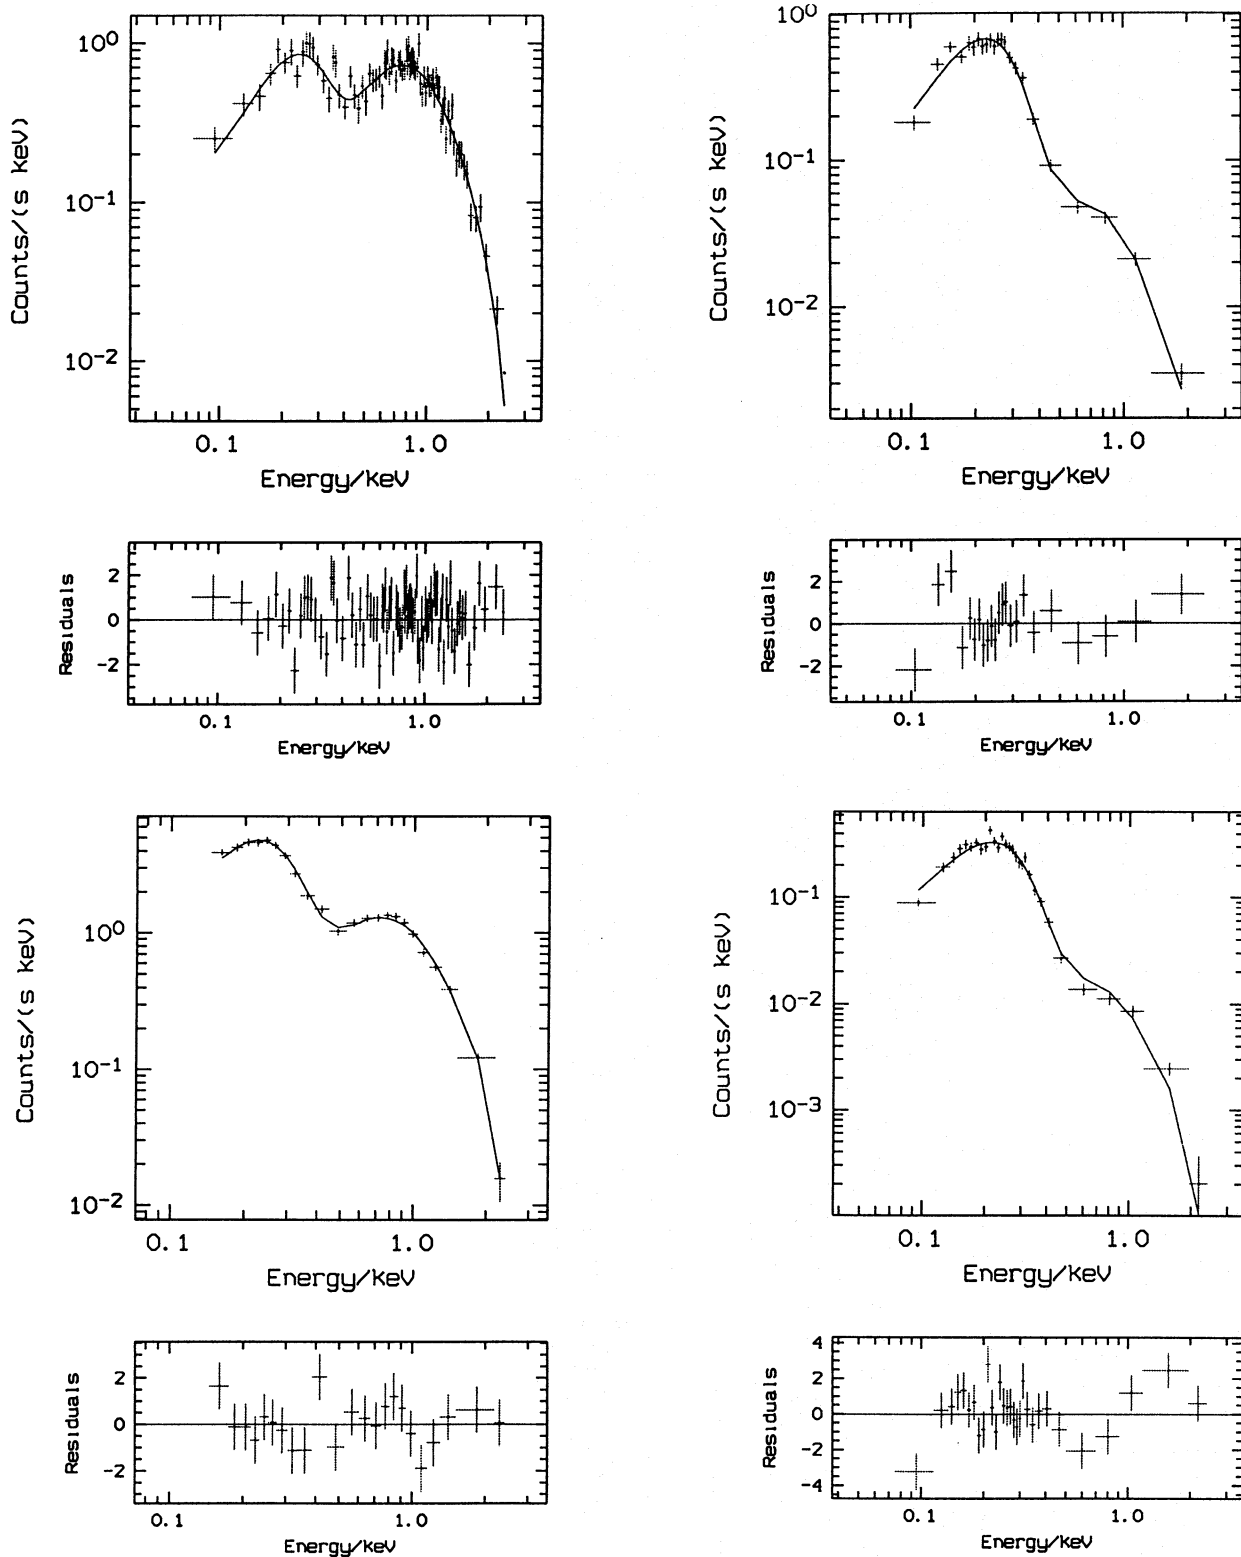 10⁰
10⁻¹
10⁻²
Counts/(s keV)
0.1 1.0
Energy/keV
2
0
-2
Residuals
0.1 1.0
Energy/keV
10⁰
10⁻¹
10⁻²
Counts/(s keV)
0.1 1.0
Energy/keV
2
0
-2
Residuals
0.1 1.0
Energy/keV
10⁰
10⁻¹
10⁻²
Counts/(s keV)
0.1 1.0
Energy/keV
2
0
-2
Residuals
0.1 1.0
Energy/keV
10⁻¹
10⁻²
10⁻³
Counts/(s keV)
0.1 1.0
Energy/keV
4
2
0
-2
-4
Residuals
0.1 1.0
Energy/keV